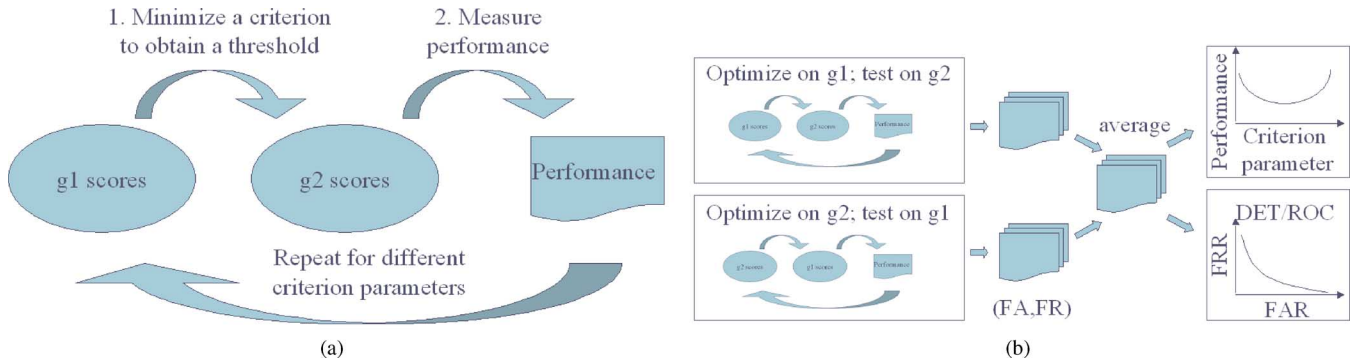 1. Minimize a criterion
to obtain a threshold
2. Measure
performance
g1 scores
g2 scores
Performance
Repeat for different
criterion parameters
(a)
Optimize on g1; test on g2
g1 scores
g2 scores
Performance
Optimize on g2; test on g1
g2 scores
g1 scores
Performance
(FA,FR)
average
Performance
Criterion
parameter
DET/ROC
FRR
FAR
(b)